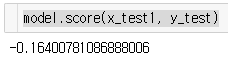 model.score(x_test1, y_test)
-0.16400781086888006